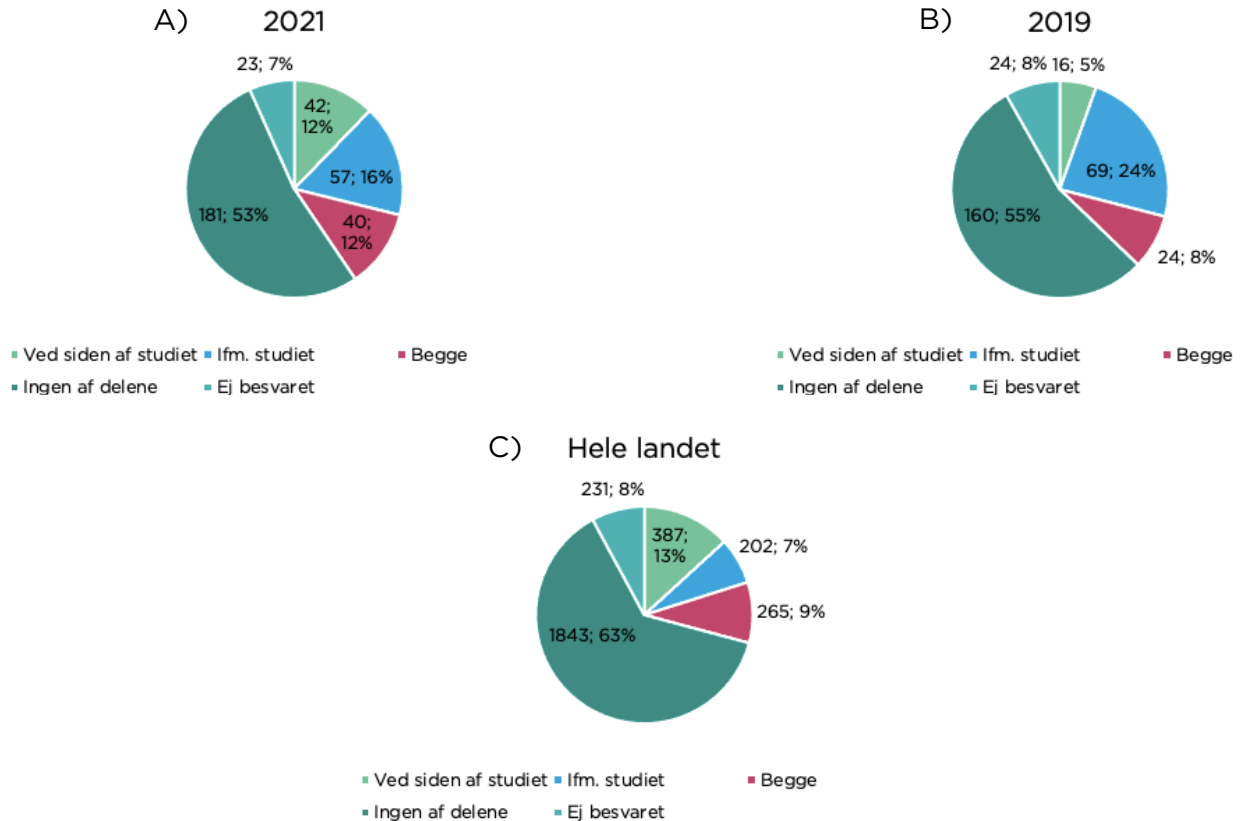 A) 2021
23; 7%
42;
12%
57; 16%
181; 53%
40;
12%
Ved siden af studiet Ifm. studiet Begge
Ingen af delene Ej besvaret
B) 2019
24; 8% 16; 5%
69; 24%
160; 55%
24; 8%
Ved siden af studiet Ifm. studiet Begge
Ingen af delene Ej besvaret
C) Hele landet
231; 8%
387;
13%
202; 7%
265; 9%
1843; 63%
Ved siden af studiet Ifm. studiet Begge
Ingen af delene Ej besvaret